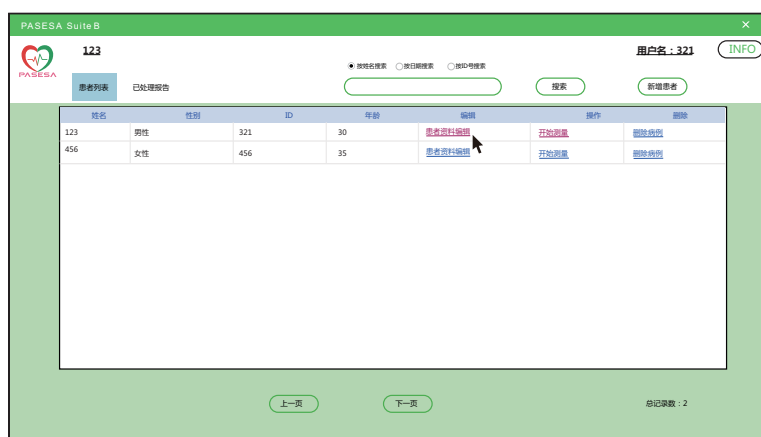 PASESA Suite B ×
123 用户名：321 INFO
PASESA
按姓名搜索 按日期搜索 按ID号搜索
患者列表 已处理报告 搜索 新增患者
姓名 性别 ID 年龄 编辑 操作 删除
123 男性 321 30 患者资料编辑 开始测量 删除病例
456 女性 456 35 患者资料编辑 开始测量 删除病例
上一页 下一页 总记录数：2